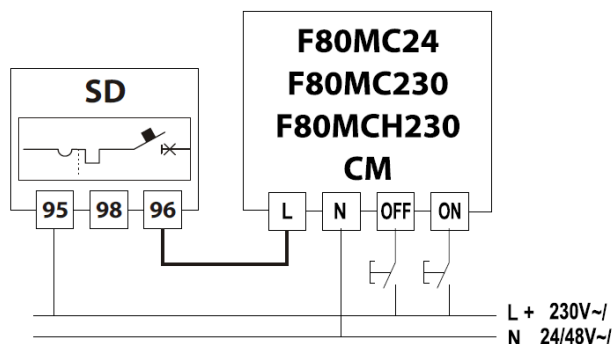 SD
95 98 96
F80MC24
F80MC230
F80MCH230
CM
L N OFF ON
L + 230V~/
N 24/48V~/